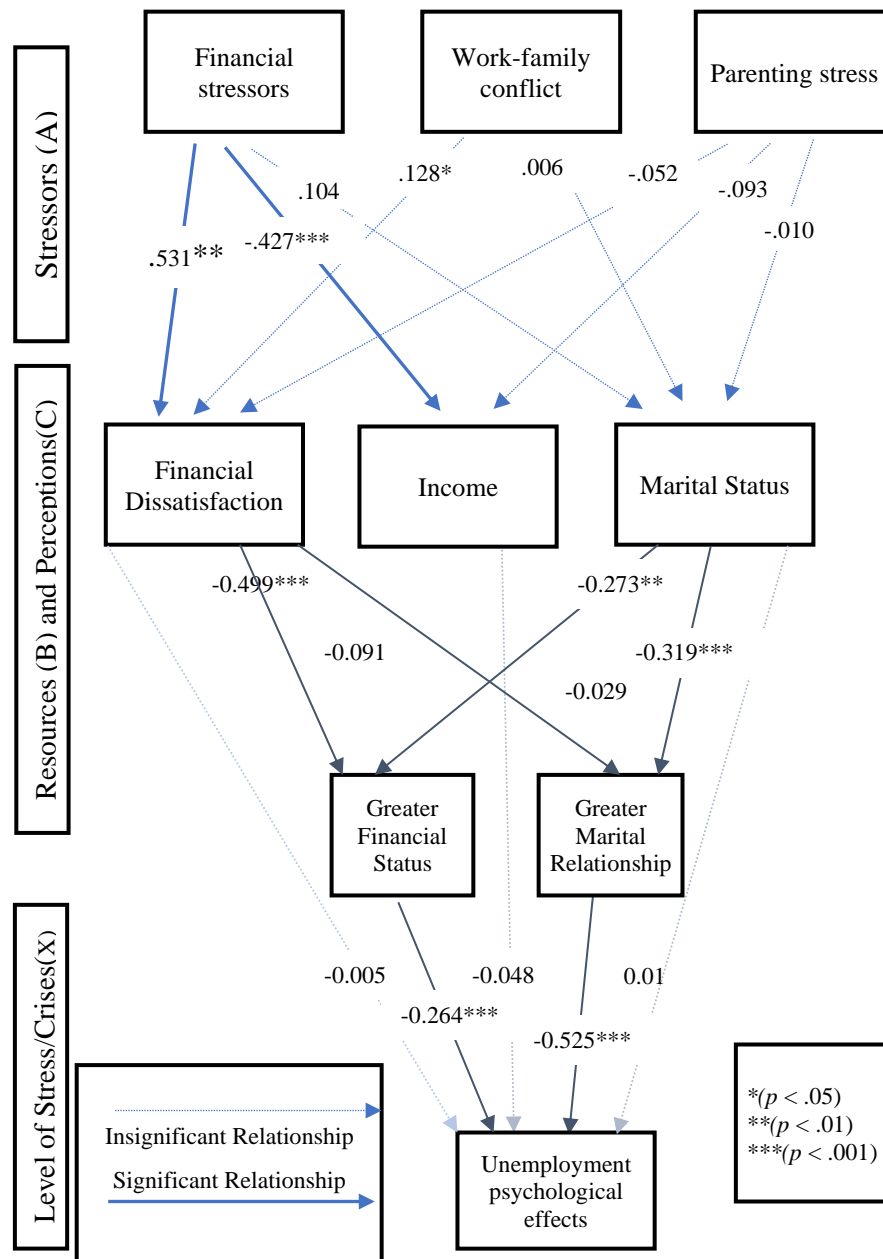 Stressors (A)
Financial
stressors
Work-family
conflict
Parenting stress
.104
.128*
.006
-.052
-.093
-.010
.531**
-.427***
Resources (B) and Perceptions(C)
Financial
Dissatisfaction
Income
Marital Status
-0.499***
-0.273**
-0.091
-0.029
-0.319***
Greater
Financial
Status
Greater
Marital
Relationship
Level of Stress/Crises(x)
-0.005
-0.048
0.01
-0.264***
-0.525***
Insignificant Relationship
Significant Relationship
Unemployment
psychological
effects
*(p < .05)
**(p < .01)
***(p < .001)